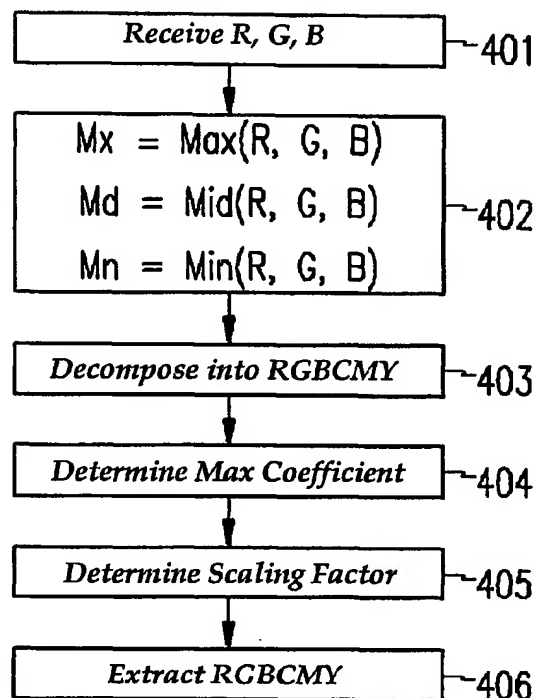 Receive R, G, B
401
Mx = Max(R, G, B)
Md = Mid(R, G, B)
Mn = Min(R, G, B)
402
Decompose into RGBCMY
403
Determine Max Coefficient
404
Determine Scaling Factor
405
Extract RGBCMY
406